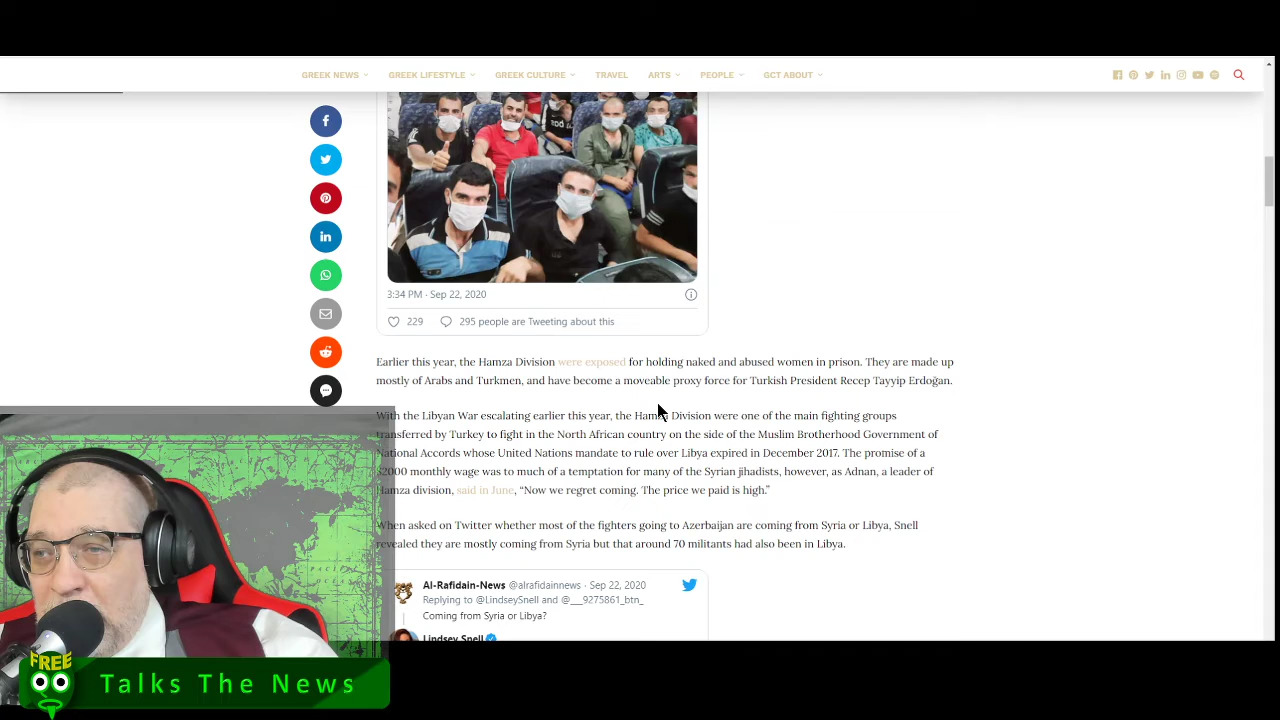 GREEK NEWS GREEK LIFESTYLE GREEK CULTURE TRAVEL ARTS PEOPLE GCT ABOUT
3:34 PM · Sep 22, 2020
229 295 people are Tweeting about this
Earlier this year, the Hamza Division were exposed for holding naked and abused women in prison. They are made up
mostly of Arabs and Turkmen, and have become a moveable proxy force for Turkish President Recep Tayyip Erdoğan.
With the Libyan War escalating earlier this year, the Hamza Division were one of the main fighting groups
transferred by Turkey to fight in the North African country on the side of the Muslim Brotherhood Government of
National Accords whose United Nations mandate to rule over Libya expired in December 2017. The promise of a
$2000 monthly wage was to much of a temptation for many of the Syrian jihadists, however, as Adnan, a leader of
Hamza division, said in June, “Now we regret coming. The price we paid is high.”
When asked on Twitter whether most of the fighters going to Azerbaijan are coming from Syria or Libya, Snell
revealed they are mostly coming from Syria but that around 70 militants had also been in Libya.
Al-Rafidain-News @alrafidainnews · Sep 22, 2020
Replying to @LindseySnell and @___9275861_btn_
Coming from Syria or Libya?
Lindsey Snell
FREE
Talks The News